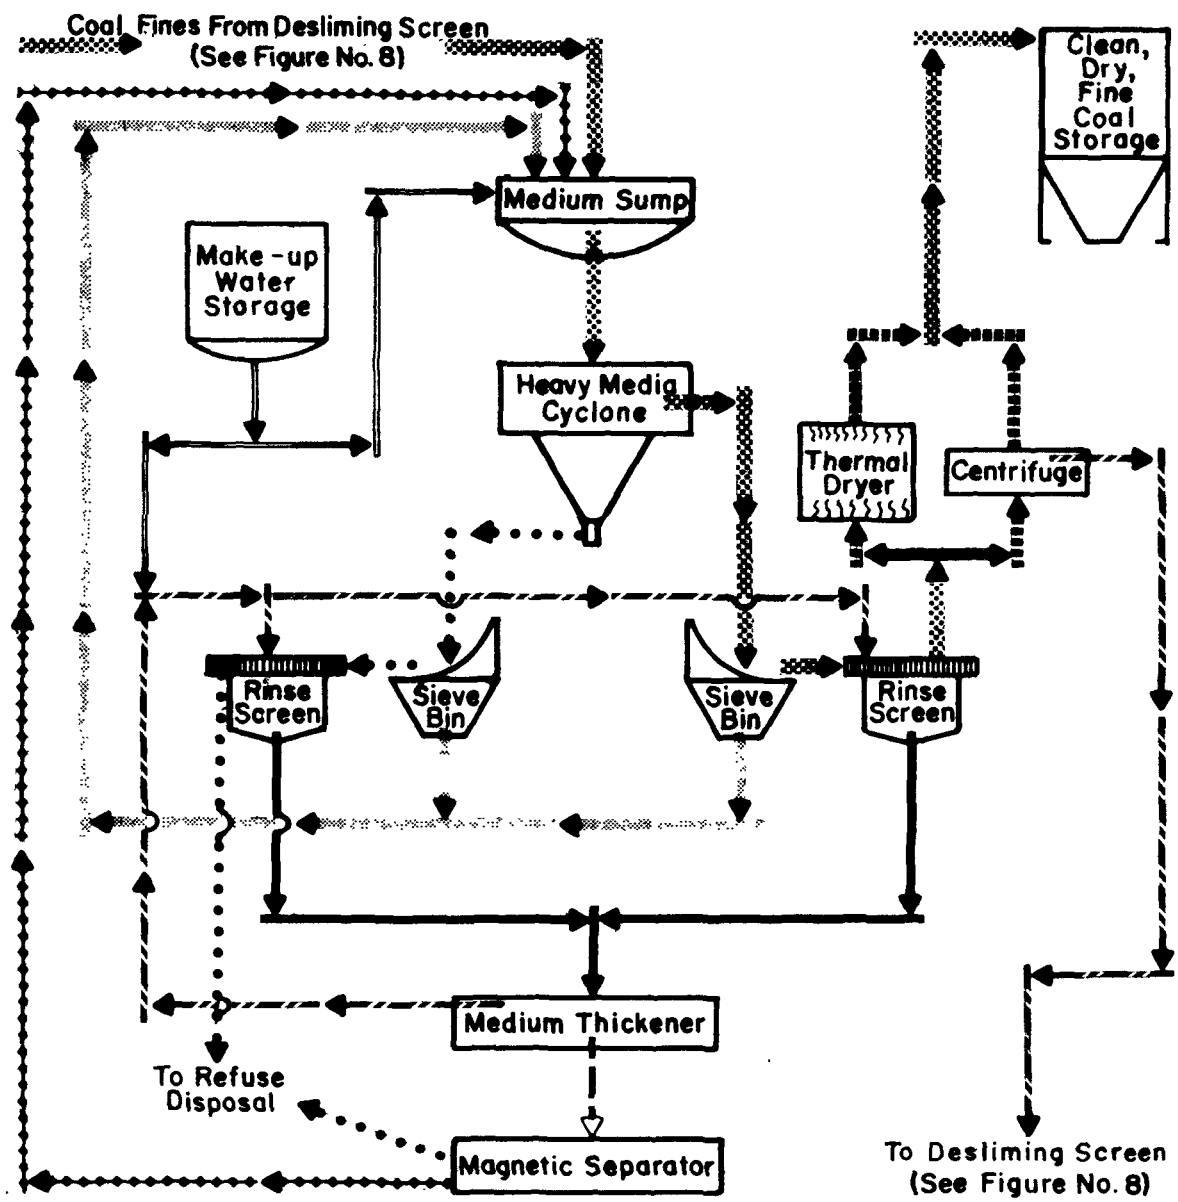 Coal Fines From Desliming Screen
(See Figure No. 8)
Clean,
Dry,
Fine
Coal
Storage
Medium Sump
Make-up
Water
Storage
Heavy Media
Cyclone
Thermal
Dryer
Centrifuge
Rinse
Screen
Sieve
Bin
Sieve
Bin
Rinse
Screen
Medium Thickener
To Refuse
Disposal
Magnetic Separator
To Desliming Screen
(See Figure No. 8)